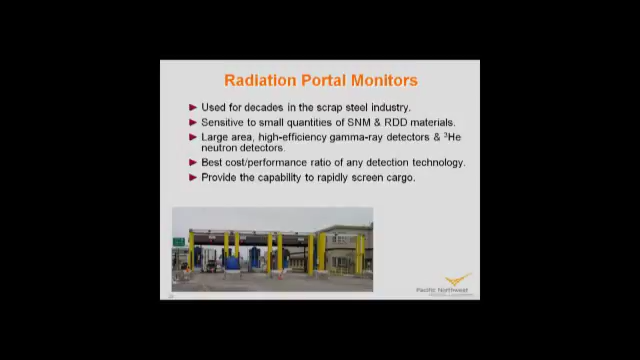 Radiation Portal Monitors
Used for decades in the scrap steel industry.
Sensitive to small quantities of SNM & RDD materials.
Large area, high-efficiency gamma-ray detectors & ³He
neutron detectors.
Best cost/performance ratio of any detection technology.
Provide the capability to rapidly screen cargo.
Pacific Northwest